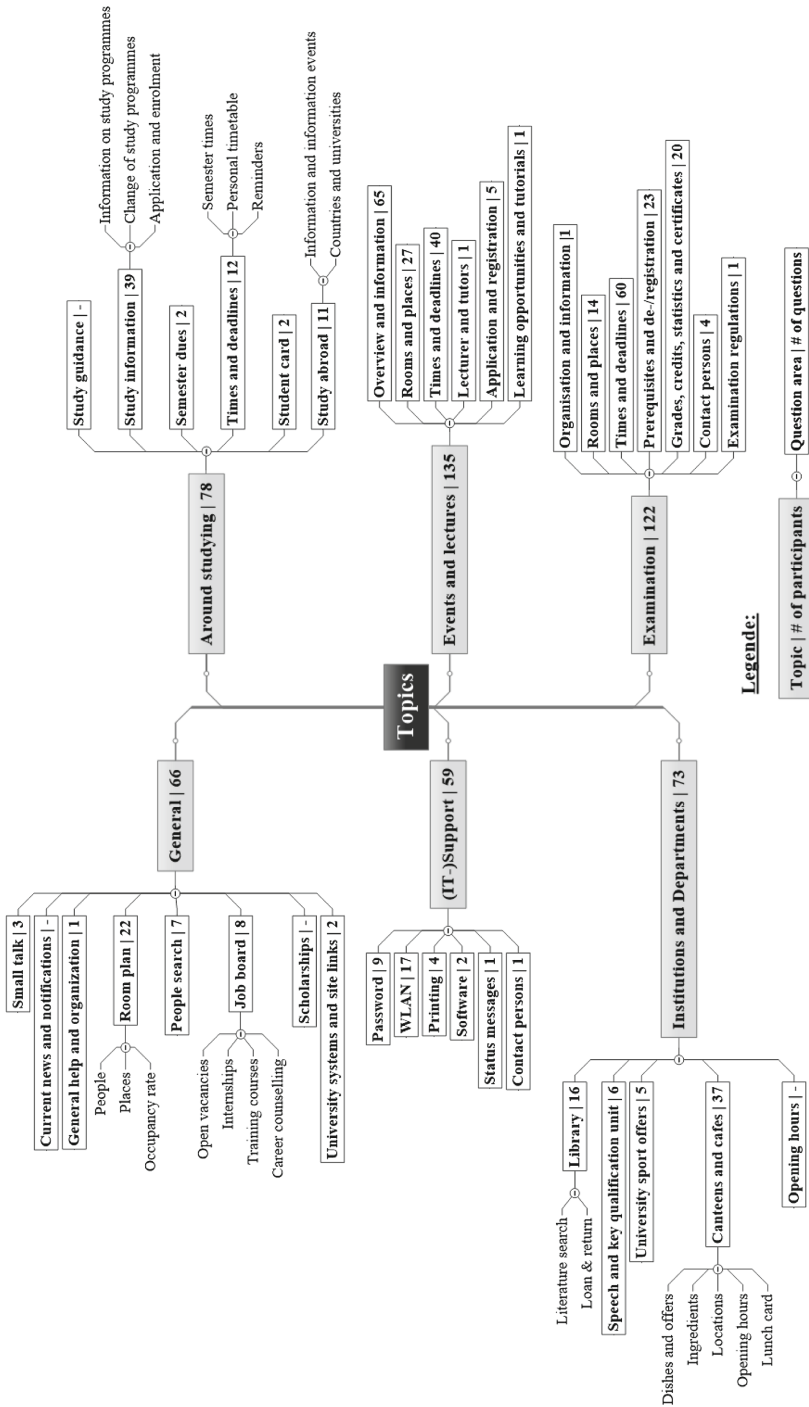 Topics
General | 66
Small talk | 3
Current news and notifications | -
General help and organization | 1
Room plan | 22
People
Places
Occupancy rate
People search | 7
Job board | 8
Open vacancies
Internships
Training courses
Career counselling
Scholarships | -
University systems and site links | 2
(IT-)Support | 59
Password | 9
WLAN | 17
Printing | 4
Software | 2
Status messages | 1
Contact persons | 1
Institutions and Departments | 73
Library | 16
Literature search
Loan & return
Speech and key qualification unit | 6
University sport offers | 5
Canteens and cafes | 37
Dishes and offers
Ingredients
Locations
Opening hours
Lunch card
Opening hours | -
Around studying | 78
Study guidance | -
Study information | 39
Information on study programmes
Change of study programmes
Application and enrolment
Semester dues | 2
Times and deadlines | 12
Semester times
Personal timetable
Reminders
Student card | 2
Study abroad | 11
Information and information events
Countries and universities
Events and lectures | 135
Overview and information | 65
Rooms and places | 27
Times and deadlines | 40
Lecturer and tutors | 1
Application and registration | 5
Learning opportunities and tutorials | 1
Examination | 122
Organisation and information |1
Rooms and places | 14
Times and deadlines | 60
Prerequisites and de-/registration | 23
Grades, credits, statistics and certificates | 20
Contact persons | 4
Examination regulations | 1
Legende:
Topic | # of participants
Question area | # of questions